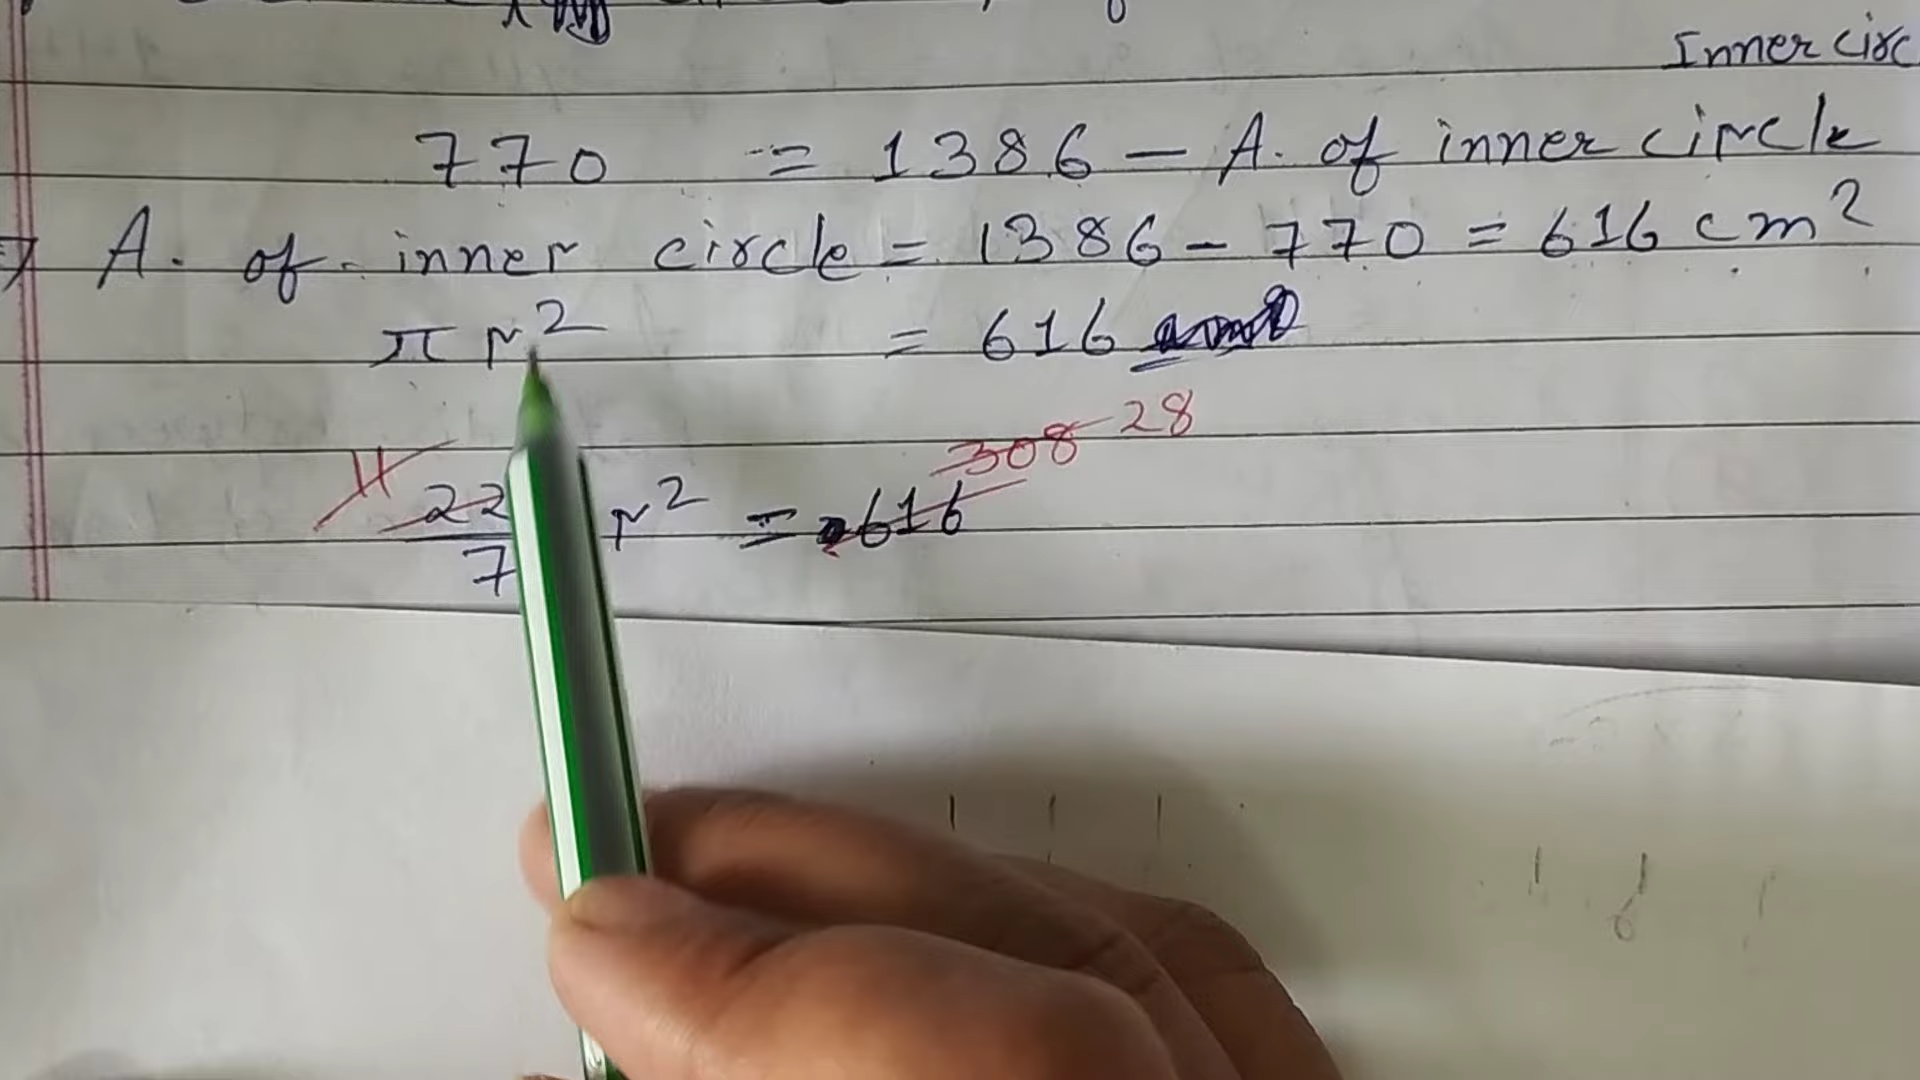 Inner
770 = 1386 - A. of inner circle
A. of inner circle = 1386 - 770 = 616 cm²
πr² = 616
308 28
11
22/7 r² = 616